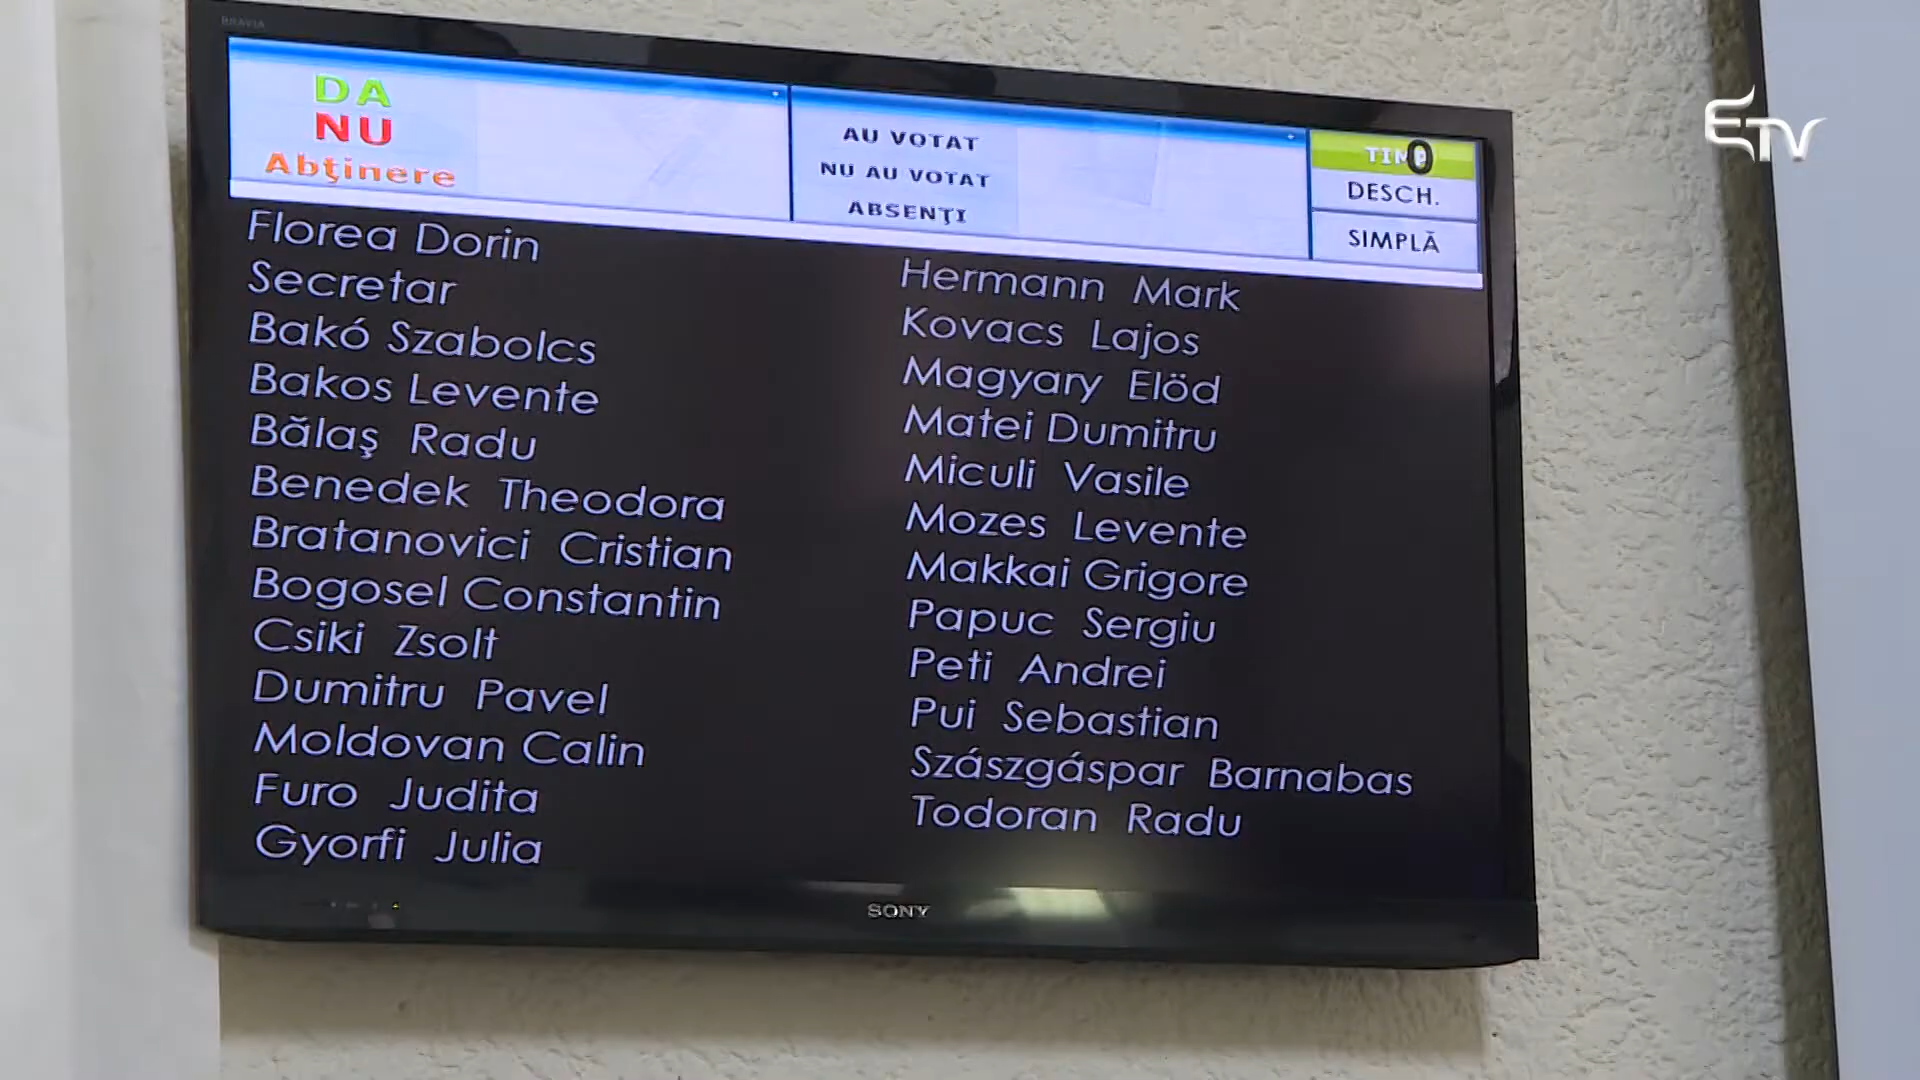 BRAVIA
DA
NU
Abţinere
AU VOTAT
NU AU VOTAT
ABSENŢI
TIMP
0
DESCH.
SIMPLĂ
ETV
Florea Dorin
Secretar
Bakó Szabolcs
Bakos Levente
Bălaş Radu
Benedek Theodora
Bratanovici Cristian
Bogosel Constantin
Csiki Zsolt
Dumitru Pavel
Moldovan Calin
Furo Judita
Gyorfi Julia
Hermann Mark
Kovacs Lajos
Magyary Elöd
Matei Dumitru
Miculi Vasile
Mozes Levente
Makkai Grigore
Papuc Sergiu
Peti Andrei
Pui Sebastian
Szászgáspar Barnabas
Todoran Radu
SONY